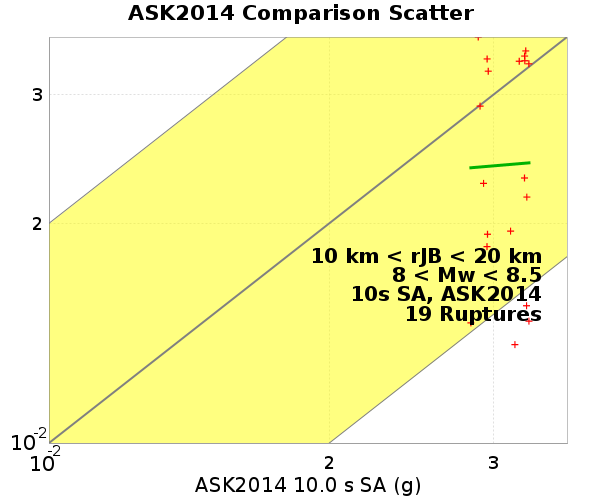 ASK2014 Comparison Scatter
3
2
10 km < rJB < 20 km
8 < Mw < 8.5
10s SA, ASK2014
19 Ruptures
10-2
10-2
2
3
ASK2014 10.0 s SA (g)